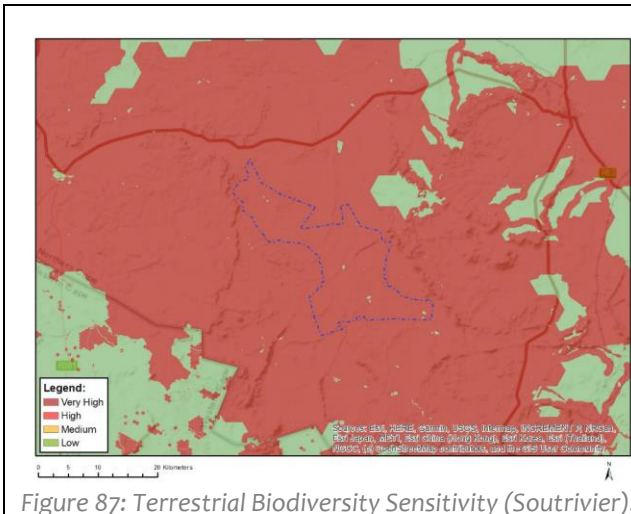 Legend:
Very High
High
Medium
Low
Sources: Esri, HERE, Garmin, USGS, Intermap, INCREMENT P, NRCan,
Esri Japan, METI, Esri China (Hong Kong), Esri Korea, Esri (Thailand),
NGCC, (c) OpenStreetMap contributors, and the GIS User Community
0 5 10 20 Kilometers
N
Figure 87: Terrestrial Biodiversity Sensitivity (Soutrivier).